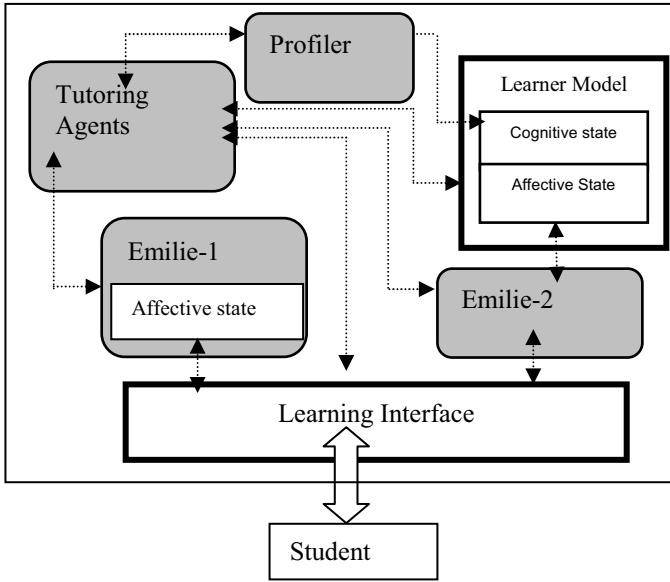 Profiler
Tutoring
Agents
Learner Model
Cognitive state
Affective State
Emilie-1
Affective state
Emilie-2
Learning Interface
Student